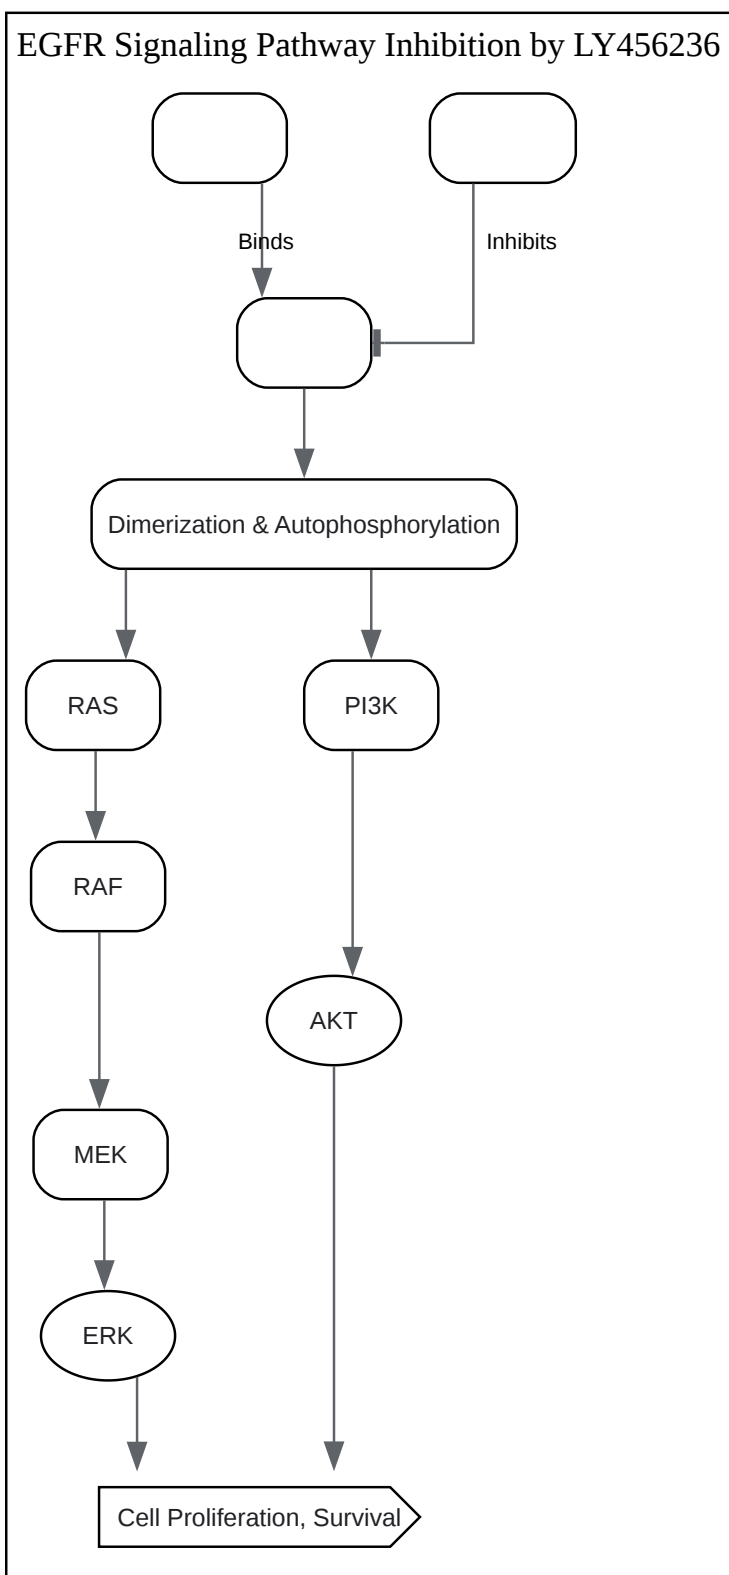 EGFR Signaling Pathway Inhibition by LY456236
Binds
Inhibits
Dimerization & Autophosphorylation
RAS
PI3K
RAF
AKT
MEK
ERK
Cell Proliferation, Survival